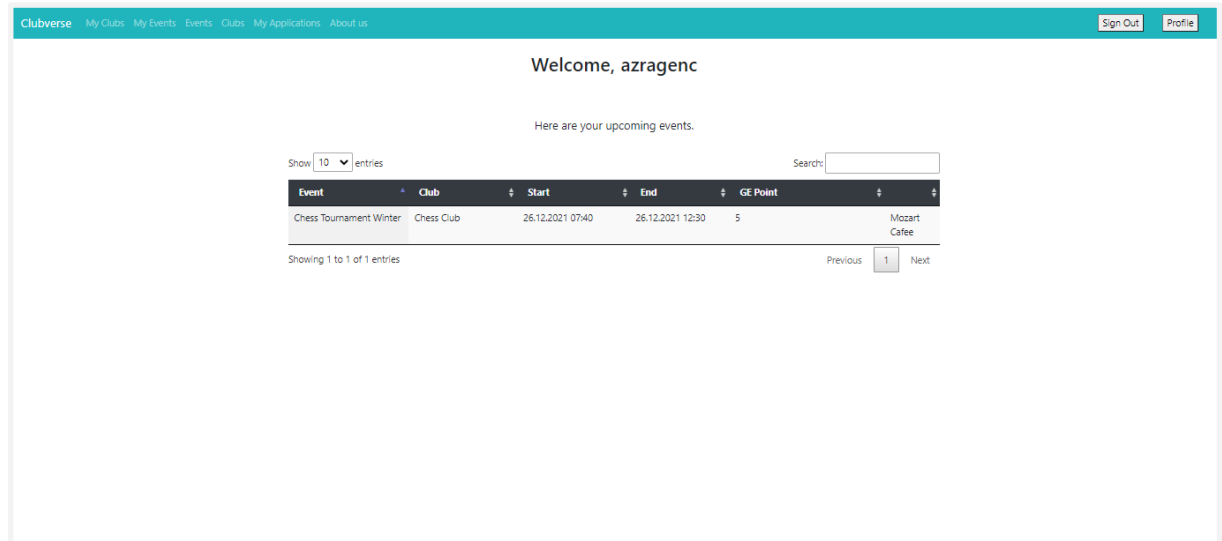 Clubverse My Clubs My Events Events Clubs My Applications About us Sign Out Profile
Welcome, azragenc
Here are your upcoming events.
Show 10 entries Search:
Event Club Start End GE Point
Chess Tournament Winter Chess Club 26.12.2021 07:40 26.12.2021 12:30 5 Mozart
Cafee
Showing 1 to 1 of 1 entries Previous 1 Next